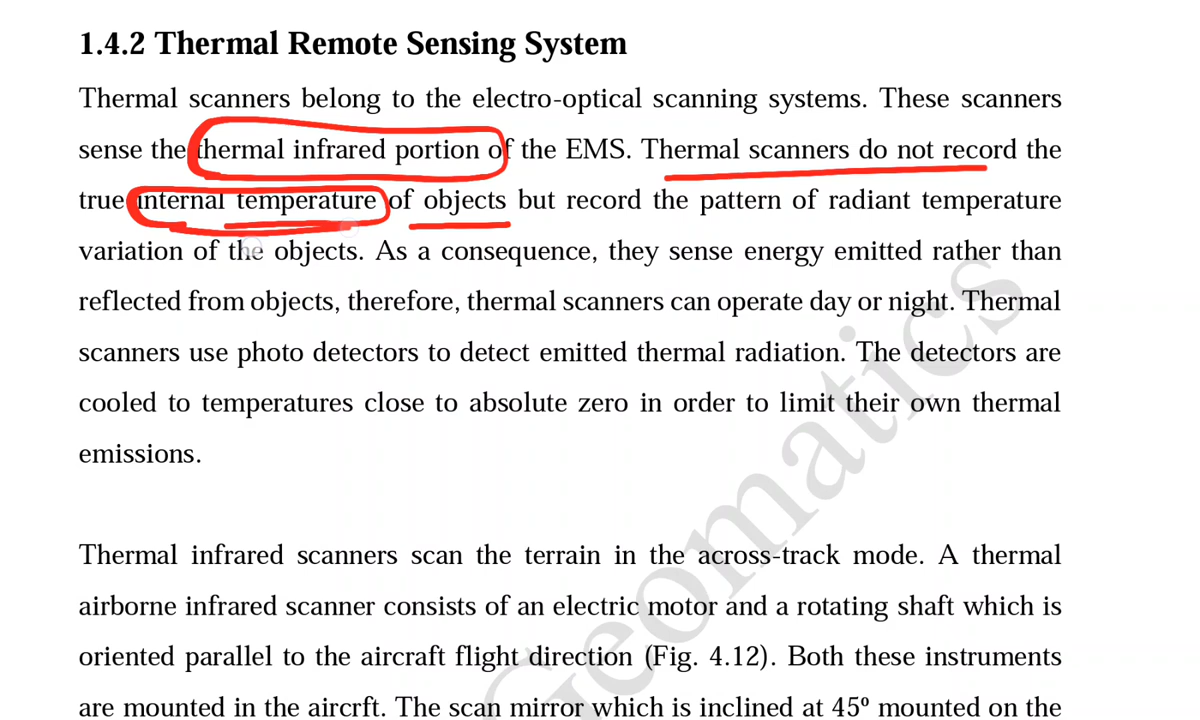 1.4.2 Thermal Remote Sensing System
Thermal scanners belong to the electro-optical scanning systems. These scanners
sense the thermal infrared portion of the EMS. Thermal scanners do not record the
true internal temperature of objects but record the pattern of radiant temperature
variation of the objects. As a consequence, they sense energy emitted rather than
reflected from objects, therefore, thermal scanners can operate day or night. Thermal
scanners use photo detectors to detect emitted thermal radiation. The detectors are
cooled to temperatures close to absolute zero in order to limit their own thermal
emissions.
Thermal infrared scanners scan the terrain in the across-track mode. A thermal
airborne infrared scanner consists of an electric motor and a rotating shaft which is
oriented parallel to the aircraft flight direction (Fig. 4.12). Both these instruments
are mounted in the aircrft. The scan mirror which is inclined at 45º mounted on the
Geomatics